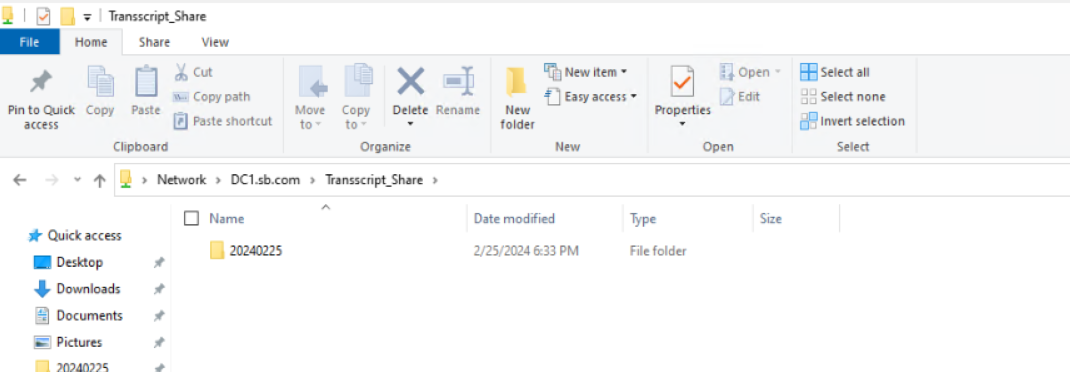 Transscript_Share
File Home Share View
Pin to Quick access
Copy
Paste
Cut
Copy path
Paste shortcut
Clipboard
Move to
Copy to
Delete
Rename
Organize
New folder
New item
Easy access
New
Properties
Open
Edit
Open
Select all
Select none
Invert selection
Select
Network > DC1.sb.com > Transscript_Share >
Name Date modified Type Size
20240225 2/25/2024 6:33 PM File folder
Quick access
Desktop
Downloads
Documents
Pictures
20240225